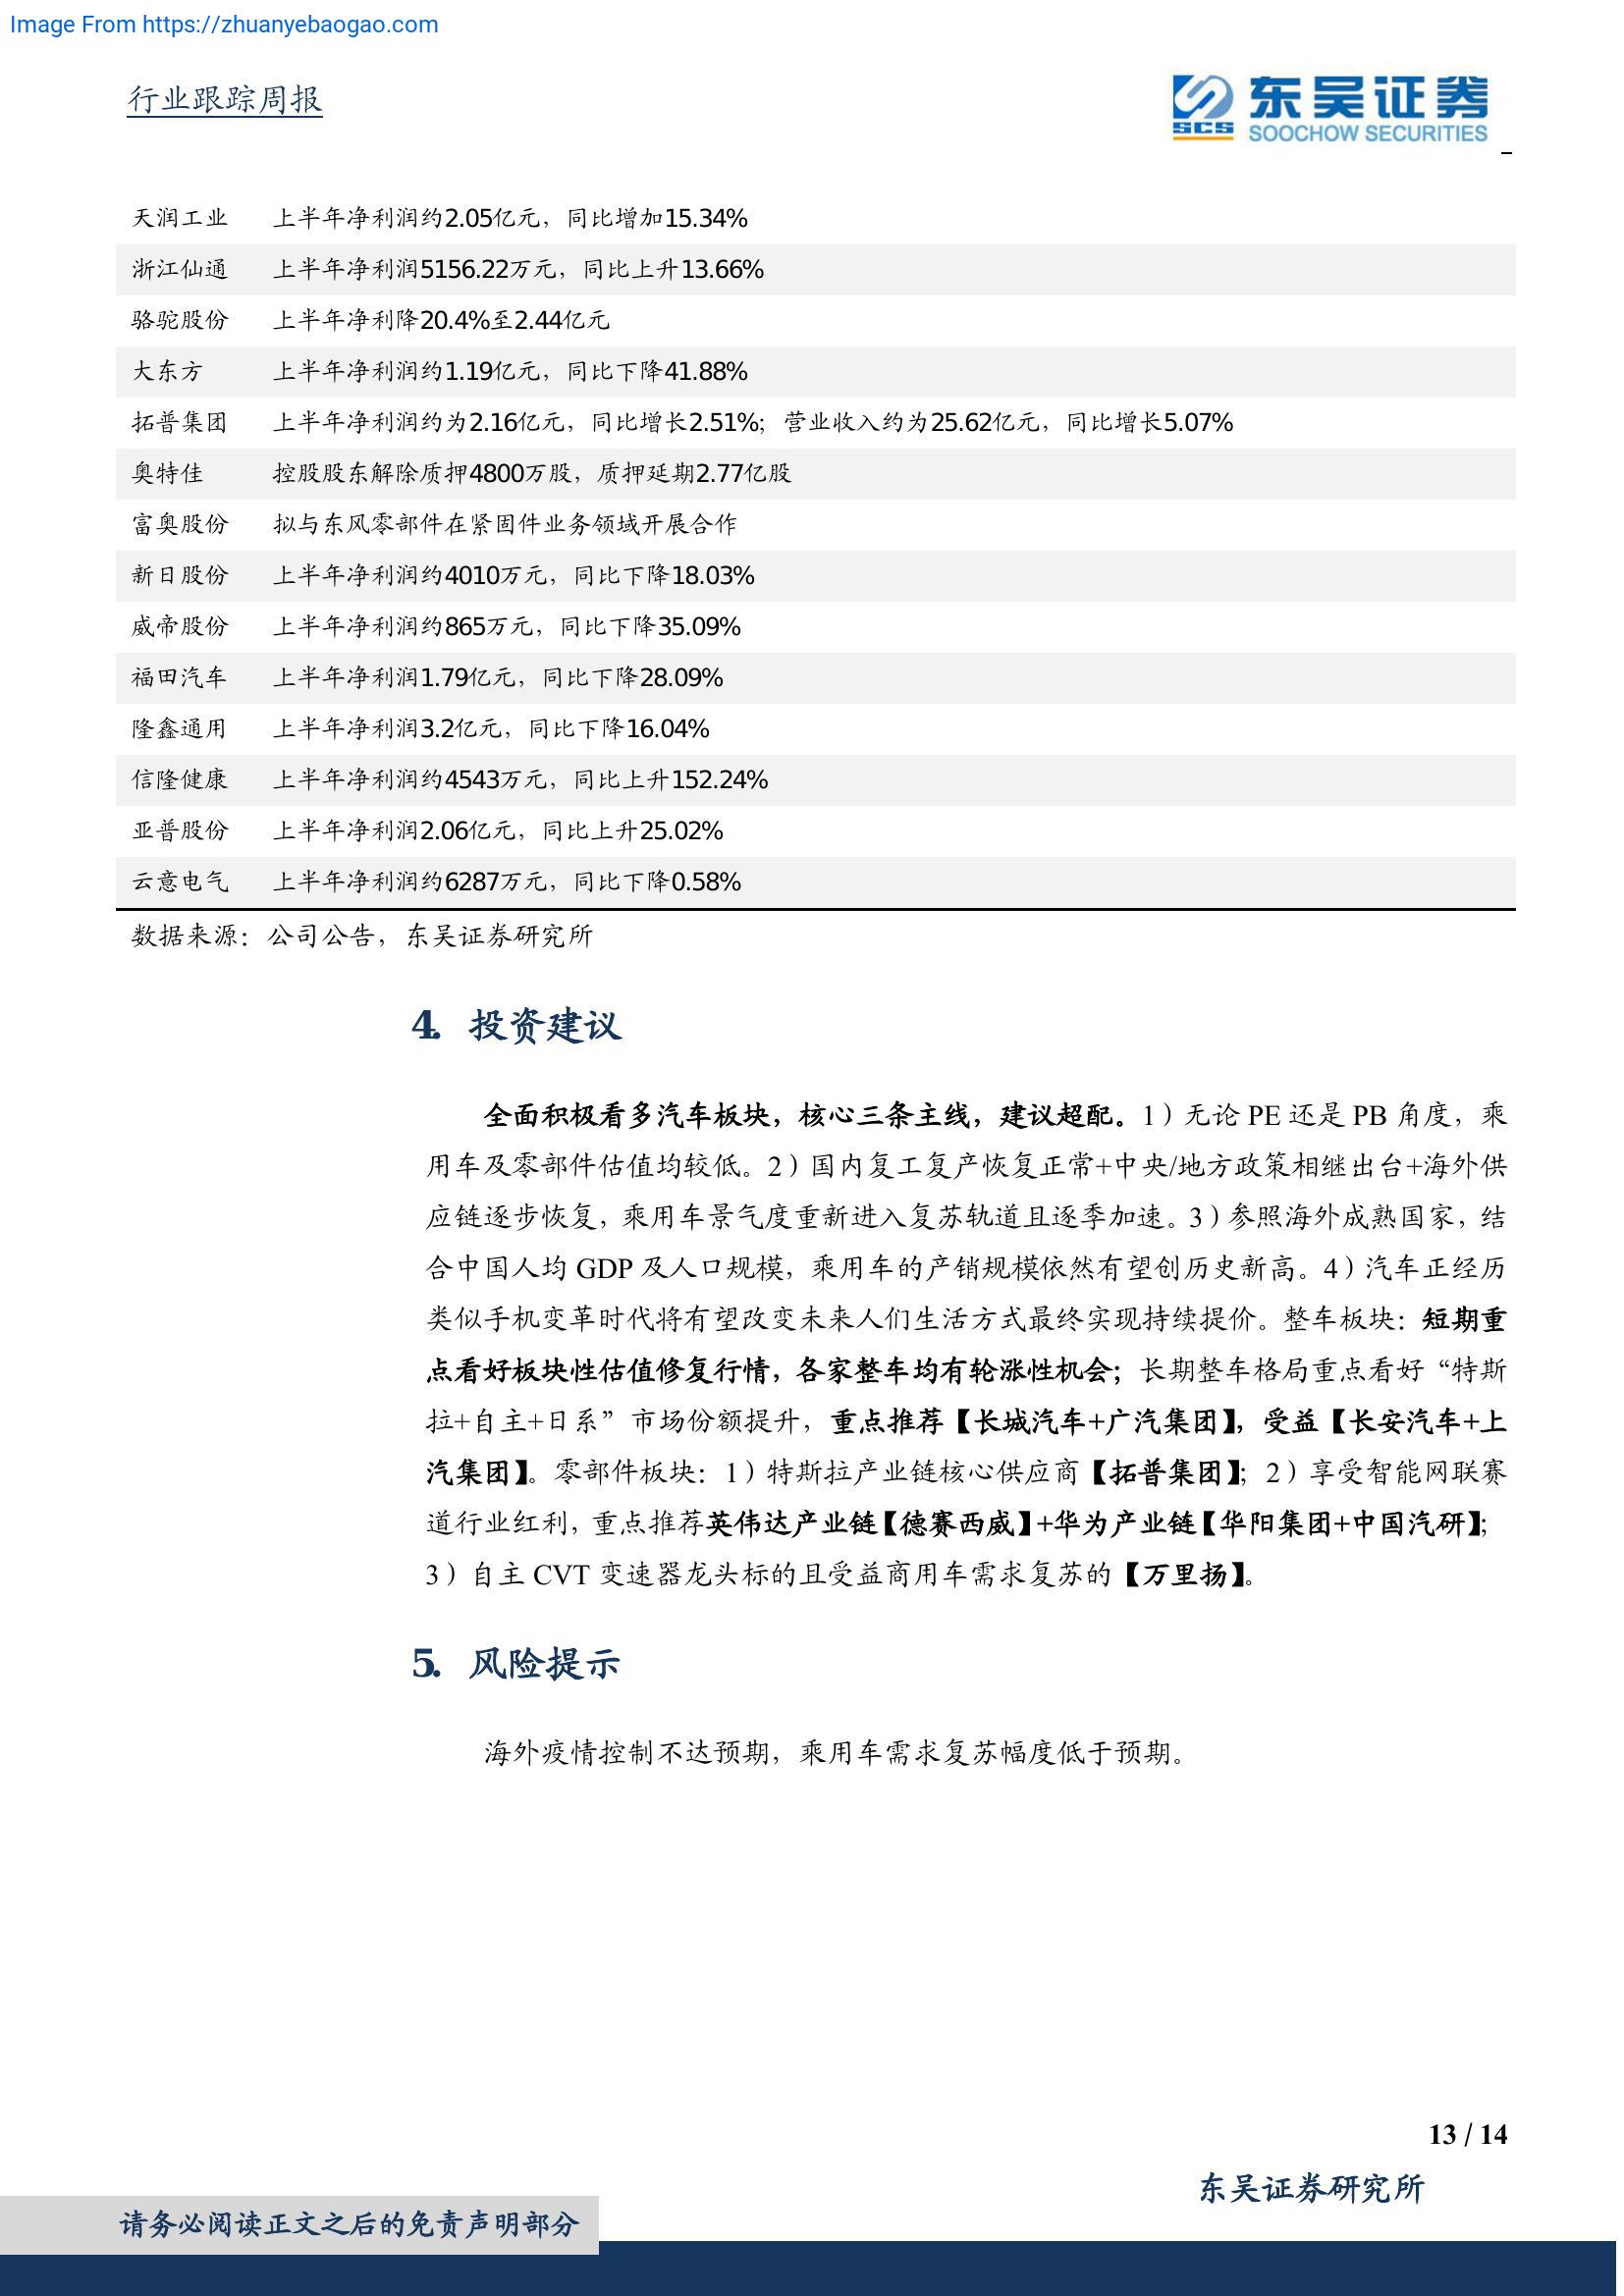 Image From https://zhuanyebaogao.com
行业跟踪周报
东吴证券
SCS
SOOCHOW SECURITIES
天润工业 上半年净利润约2.05亿元，同比增加15.34%
浙江仙通 上半年净利润5156.22万元，同比上升13.66%
骆驼股份 上半年净利降20.4%至2.44亿元
大东方 上半年净利润约1.19亿元，同比下降41.88%
拓普集团 上半年净利润约为2.16亿元，同比增长2.51%；营业收入约为25.62亿元，同比增长5.07%
奥特佳 控股股东解除质押4800万股，质押延期2.77亿股
富奥股份 拟与东风零部件在紧固件业务领域开展合作
新日股份 上半年净利润约4010万元，同比下降18.03%
威帝股份 上半年净利润约865万元，同比下降35.09%
福田汽车 上半年净利润1.79亿元，同比下降28.09%
隆鑫通用 上半年净利润3.2亿元，同比下降16.04%
信隆健康 上半年净利润约4543万元，同比上升152.24%
亚普股份 上半年净利润2.06亿元，同比上升25.02%
云意电气 上半年净利润约6287万元，同比下降0.58%
数据来源：公司公告，东吴证券研究所
4. 投资建议
全面积极看多汽车板块，核心三条主线，建议超配。1）无论 PE 还是 PB 角度，乘
用车及零部件估值均较低。2）国内复工复产恢复正常+中央/地方政策相继出台+海外供
应链逐步恢复，乘用车景气度重新进入复苏轨道且逐季加速。3）参照海外成熟国家，结
合中国人均 GDP 及人口规模，乘用车的产销规模依然有望创历史新高。4）汽车正经历
类似手机变革时代将有望改变未来人们生活方式最终实现持续提价。整车板块：短期重
点看好板块性估值修复行情，各家整车均有轮涨性机会；长期整车格局重点看好“特斯
拉+自主+日系”市场份额提升，重点推荐【长城汽车+广汽集团】，受益【长安汽车+上
汽集团】。零部件板块：1）特斯拉产业链核心供应商【拓普集团】；2）享受智能网联赛
道行业红利，重点推荐英伟达产业链【德赛西威】+华为产业链【华阳集团+中国汽研】；
3）自主 CVT 变速器龙头标的且受益商用车需求复苏的【万里扬】。
5. 风险提示
海外疫情控制不达预期，乘用车需求复苏幅度低于预期。
13 / 14
东吴证券研究所
请务必阅读正文之后的免责声明部分